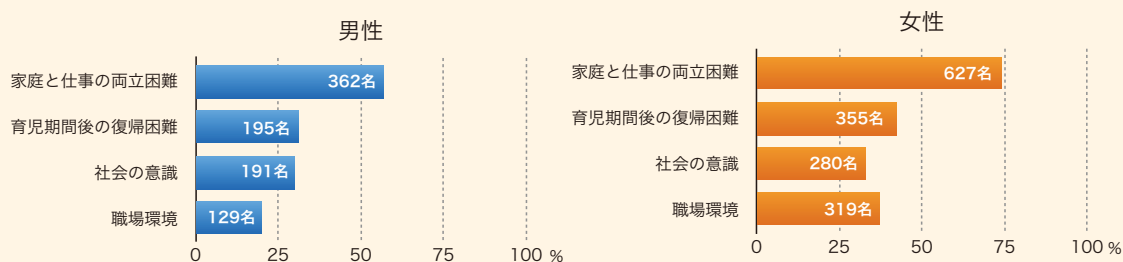 男性
家庭と仕事の両立困難 362名
育児期間後の復帰困難 195名
社会の意識 191名
職場環境 129名
0 25 50 75 100 %
女性
家庭と仕事の両立困難 627名
育児期間後の復帰困難 355名
社会の意識 280名
職場環境 319名
0 25 50 75 100 %